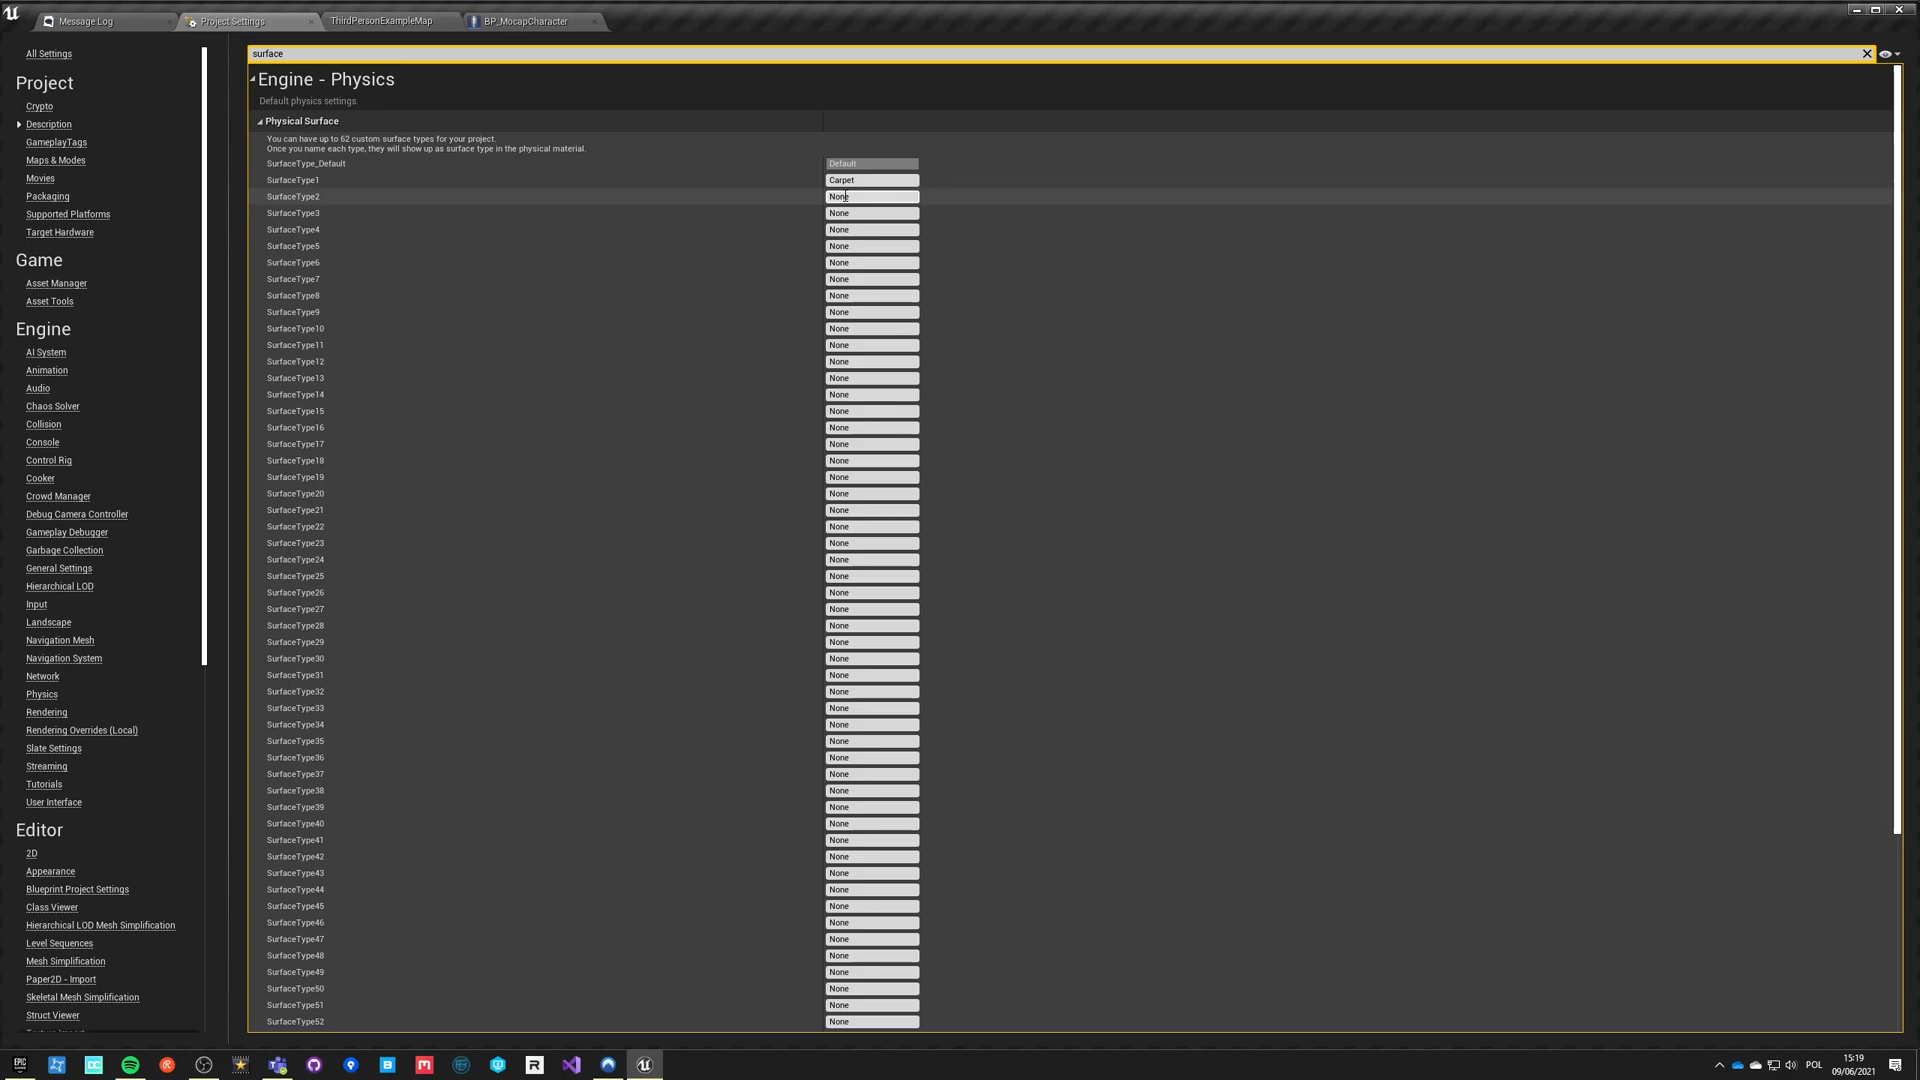 Message Log
Project Settings
ThirdPersonExampleMap
BP_MocapCharacter
All Settings
Project
Crypto
Description
GameplayTags
Maps & Modes
Movies
Packaging
Supported Platforms
Target Hardware
Game
Asset Manager
Asset Tools
Engine
AI System
Animation
Audio
Chaos Solver
Collision
Console
Control Rig
Cooker
Crowd Manager
Debug Camera Controller
Gameplay Debugger
Garbage Collection
General Settings
Hierarchical LOD
Input
Landscape
Navigation Mesh
Navigation System
Network
Physics
Rendering
Rendering Overrides (Local)
Slate Settings
Streaming
Tutorials
User Interface
Editor
2D
Appearance
Blueprint Project Settings
Class Viewer
Hierarchical LOD Mesh Simplification
Level Sequences
Mesh Simplification
Paper2D - Import
Skeletal Mesh Simplification
Struct Viewer
surface
Engine - Physics
Default physics settings.
Physical Surface
You can have up to 62 custom surface types for your project.
Once you name each type, they will show up as surface type in the physical material.
SurfaceType_Default Default
SurfaceType1 Carpet
SurfaceType2 None
SurfaceType3 None
SurfaceType4 None
SurfaceType5 None
SurfaceType6 None
SurfaceType7 None
SurfaceType8 None
SurfaceType9 None
SurfaceType10 None
SurfaceType11 None
SurfaceType12 None
SurfaceType13 None
SurfaceType14 None
SurfaceType15 None
SurfaceType16 None
SurfaceType17 None
SurfaceType18 None
SurfaceType19 None
SurfaceType20 None
SurfaceType21 None
SurfaceType22 None
SurfaceType23 None
SurfaceType24 None
SurfaceType25 None
SurfaceType26 None
SurfaceType27 None
SurfaceType28 None
SurfaceType29 None
SurfaceType30 None
SurfaceType31 None
SurfaceType32 None
SurfaceType33 None
SurfaceType34 None
SurfaceType35 None
SurfaceType36 None
SurfaceType37 None
SurfaceType38 None
SurfaceType39 None
SurfaceType40 None
SurfaceType41 None
SurfaceType42 None
SurfaceType43 None
SurfaceType44 None
SurfaceType45 None
SurfaceType46 None
SurfaceType47 None
SurfaceType48 None
SurfaceType49 None
SurfaceType50 None
SurfaceType51 None
SurfaceType52 None
EPIC
DC
B
M
R
POL
15:19
09/06/2021